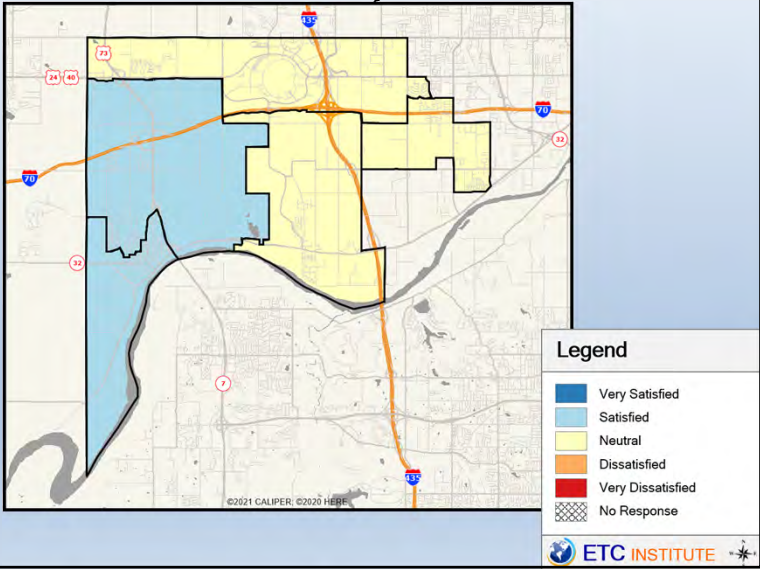 435
73
24 40
70
32
70
32
7
435
©2021 CALIPER; ©2020 HERE
Legend
Very Satisfied
Satisfied
Neutral
Dissatisfied
Very Dissatisfied
No Response
ETC INSTITUTE